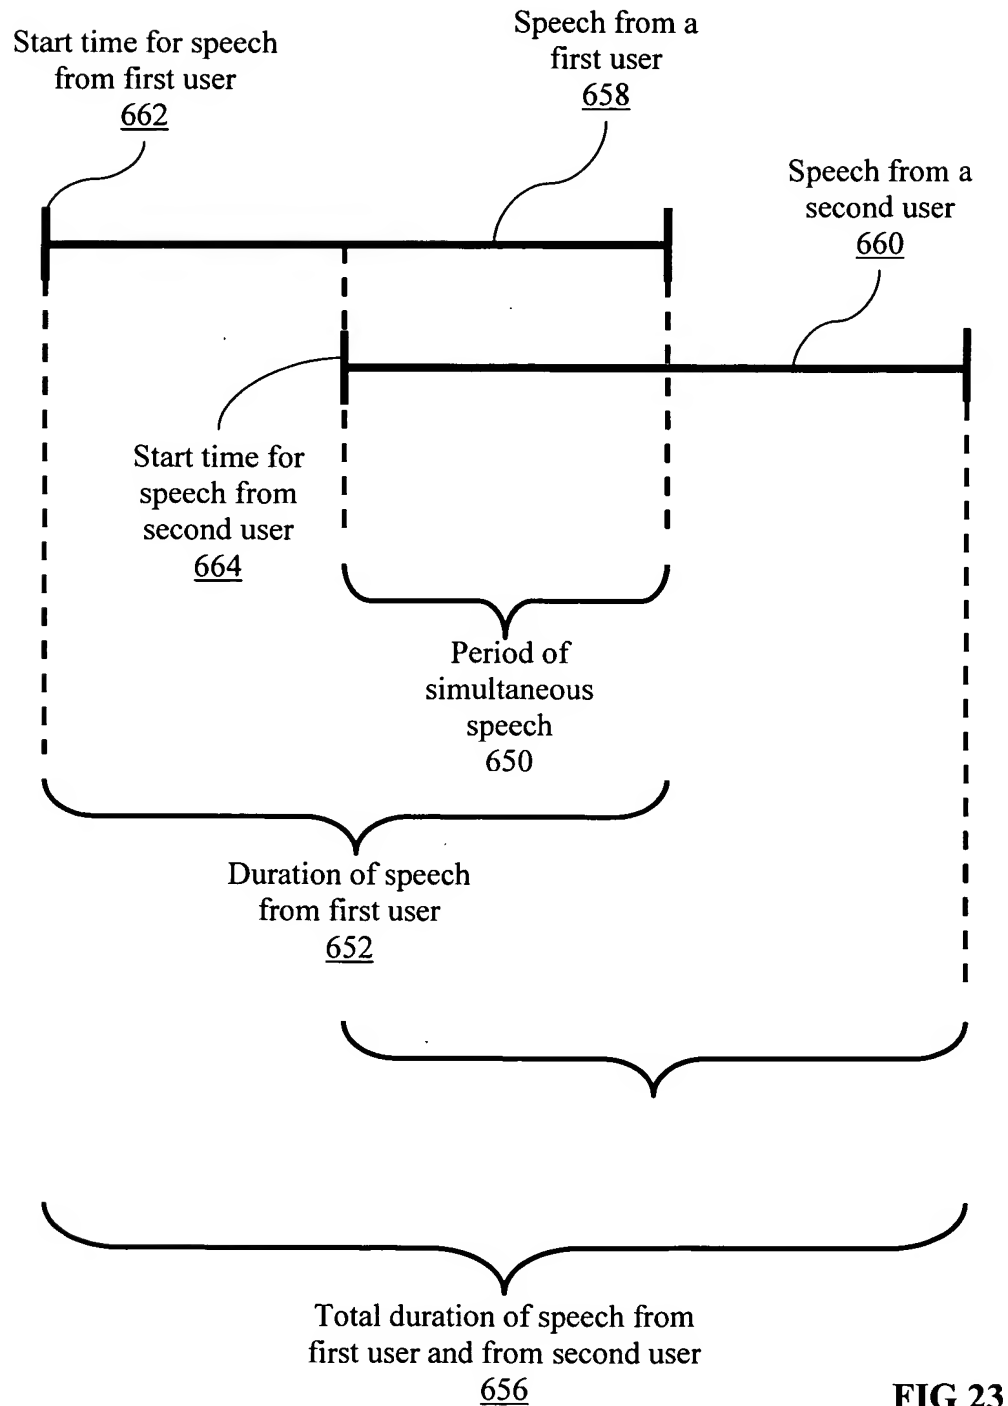 Start time for speech
from first user
662
Speech from a
first user
658
Speech from a
second user
660
Start time for
speech from
second user
664
Period of
simultaneous
speech
650
Duration of speech
from first user
652
Total duration of speech from
first user and from second user
656
FIG 23